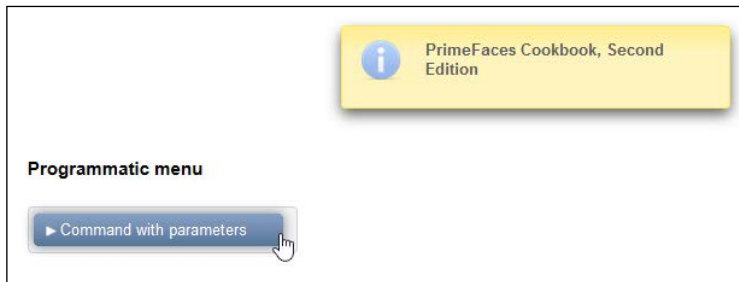 PrimeFaces Cookbook, Second
Edition
Programmatic menu
Command with parameters